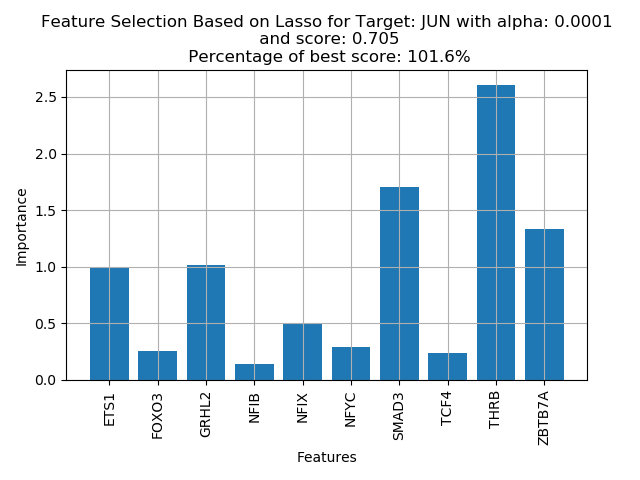 Feature Selection Based on Lasso for Target: JUN with alpha: 0.0001
and score: 0.705
Percentage of best score: 101.6%
Importance
2.5
2.0
1.5
1.0
0.5
0.0
ETS1
FOXO3
GRHL2
NFIB
NFIX
NFYC
SMAD3
TCF4
THRB
ZBTB7A
Features